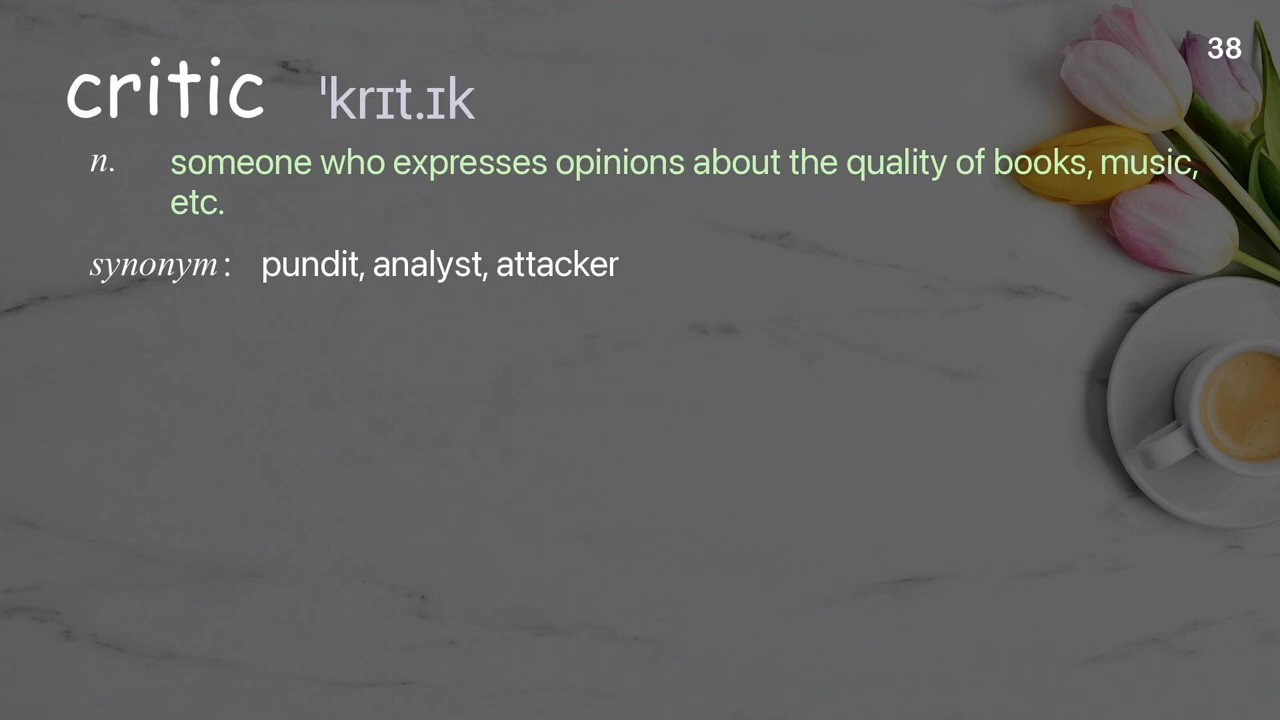 38
critic ˈkrɪt.ɪk
n. someone who expresses opinions about the quality of books, music,
etc.
synonym: pundit, analyst, attacker